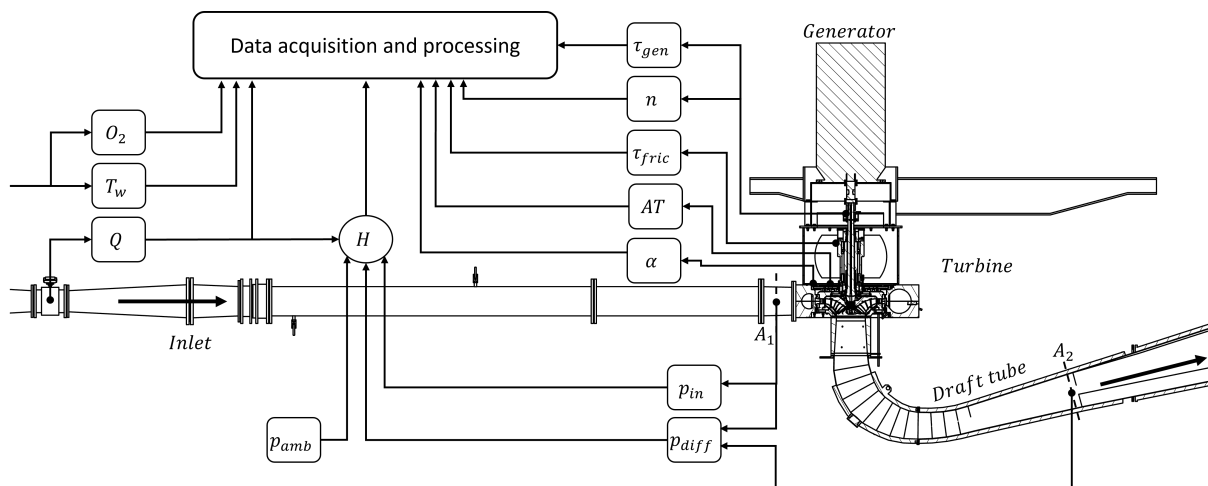 Data acquisition and processing
τ_gen
Generator
n
O_2
τ_fric
T_w
AT
Q
H
α
Turbine
Inlet
A_1
A_2
Draft tube
p_in
p_amb
p_diff